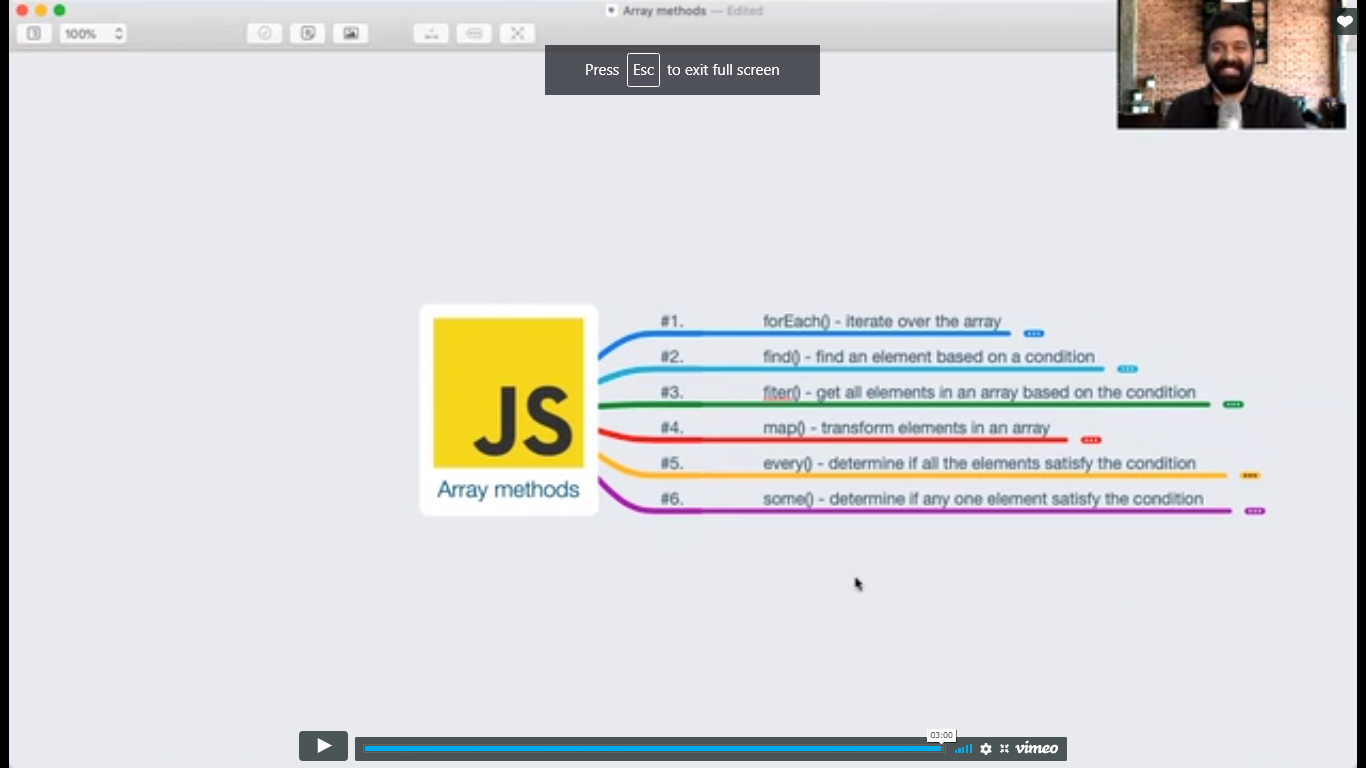 Array methods — Edited
100%
Press Esc to exit full screen
#1. forEach() - iterate over the array
#2. find() - find an element based on a condition
#3. fiter() - get all elements in an array based on the condition
#4. map() - transform elements in an array
#5. every() - determine if all the elements satisfy the condition
#6. some() - determine if any one element satisfy the condition
JS
Array methods
03:00
vimeo